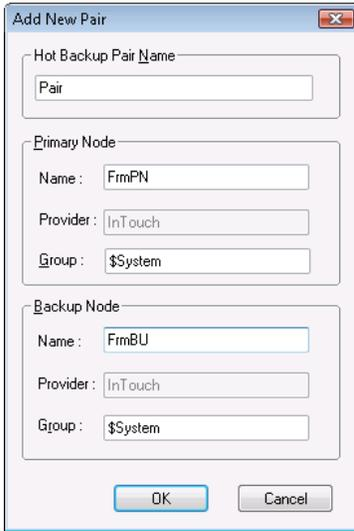 Add New Pair
Hot Backup Pair Name
Pair
Primary Node
Name : FrmPN
Provider : InTouch
Group : $System
Backup Node
Name : FrmBU
Provider : InTouch
Group : $System
OK Cancel